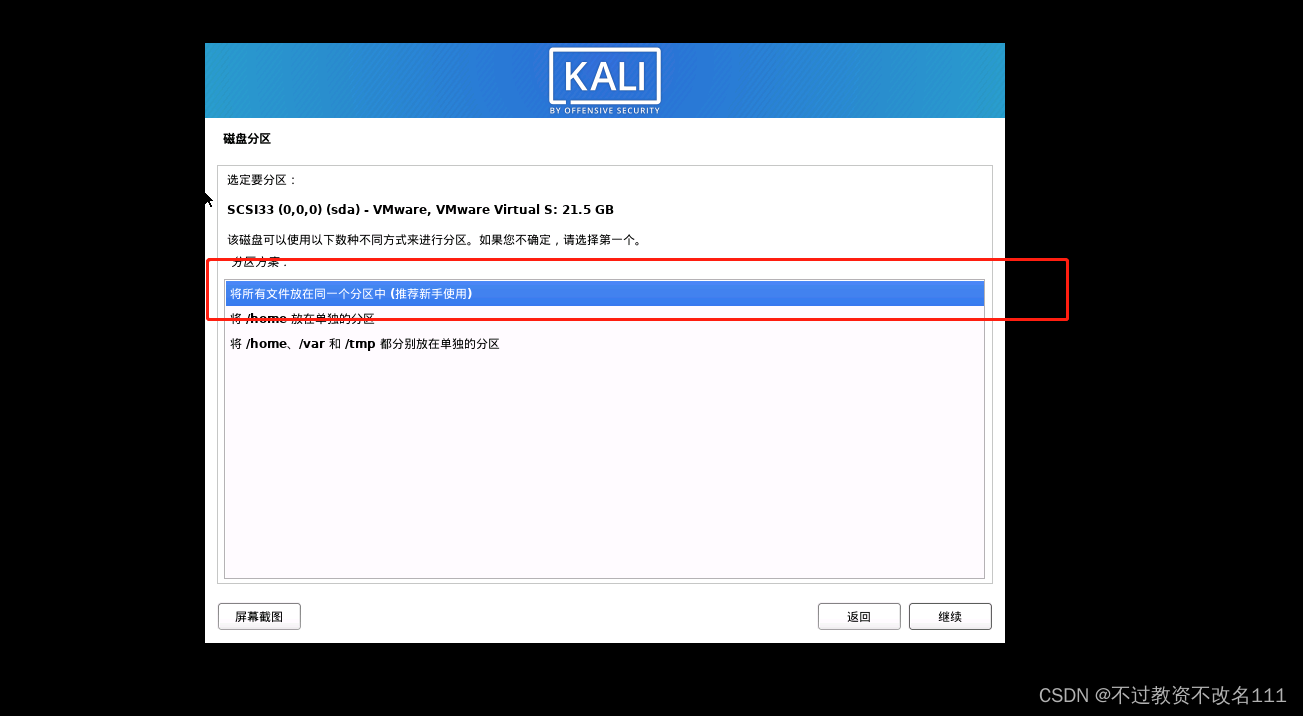 KALI
BY OFFENSIVE SECURITY
磁盘分区
选定要分区：
SCSI33 (0,0,0) (sda) - VMware, VMware Virtual S: 21.5 GB
该磁盘可以使用以下数种不同方式来进行分区。如果您不确定，请选择第一个。
分区方案：
将所有文件放在同一个分区中 (推荐新手使用)
将 /home 放在单独的分区
将 /home、/var 和 /tmp 都分别放在单独的分区
屏幕截图 返回 继续
CSDN @不过教资不改名111